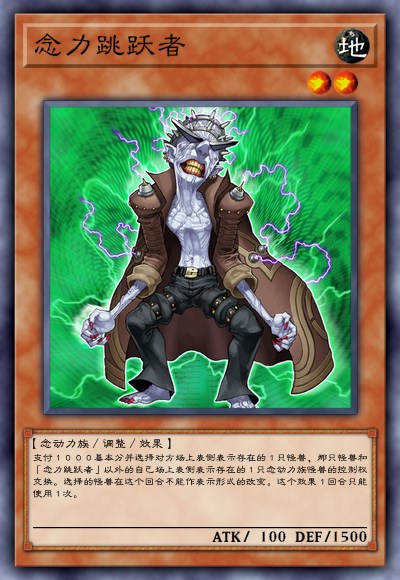 念力跳跃者
地
【念动力族／调整／效果】
支付１０００基本分并选择对方场上表侧表示存在的１只怪兽，那只怪兽和
「念力跳跃者」以外的自己场上表侧表示存在的１只念动力族怪兽的控制权
交换。选择的怪兽在这个回合不能作表示形式的改变。这个效果１回合只能
使用１次。
ATK/ 100 DEF/1500